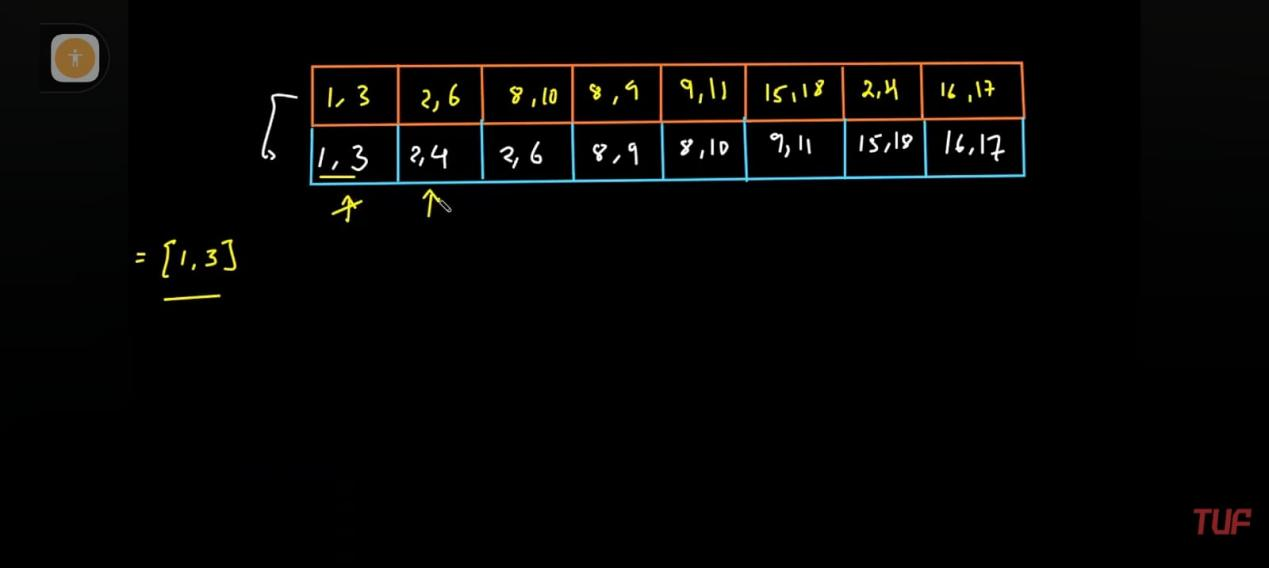 1,3 2,6 8,10 8,9 9,11 15,18 2,4 16,17
1,3 2,4 2,6 8,9 8,10 9,11 15,18 16,17
= [1,3]
TUF